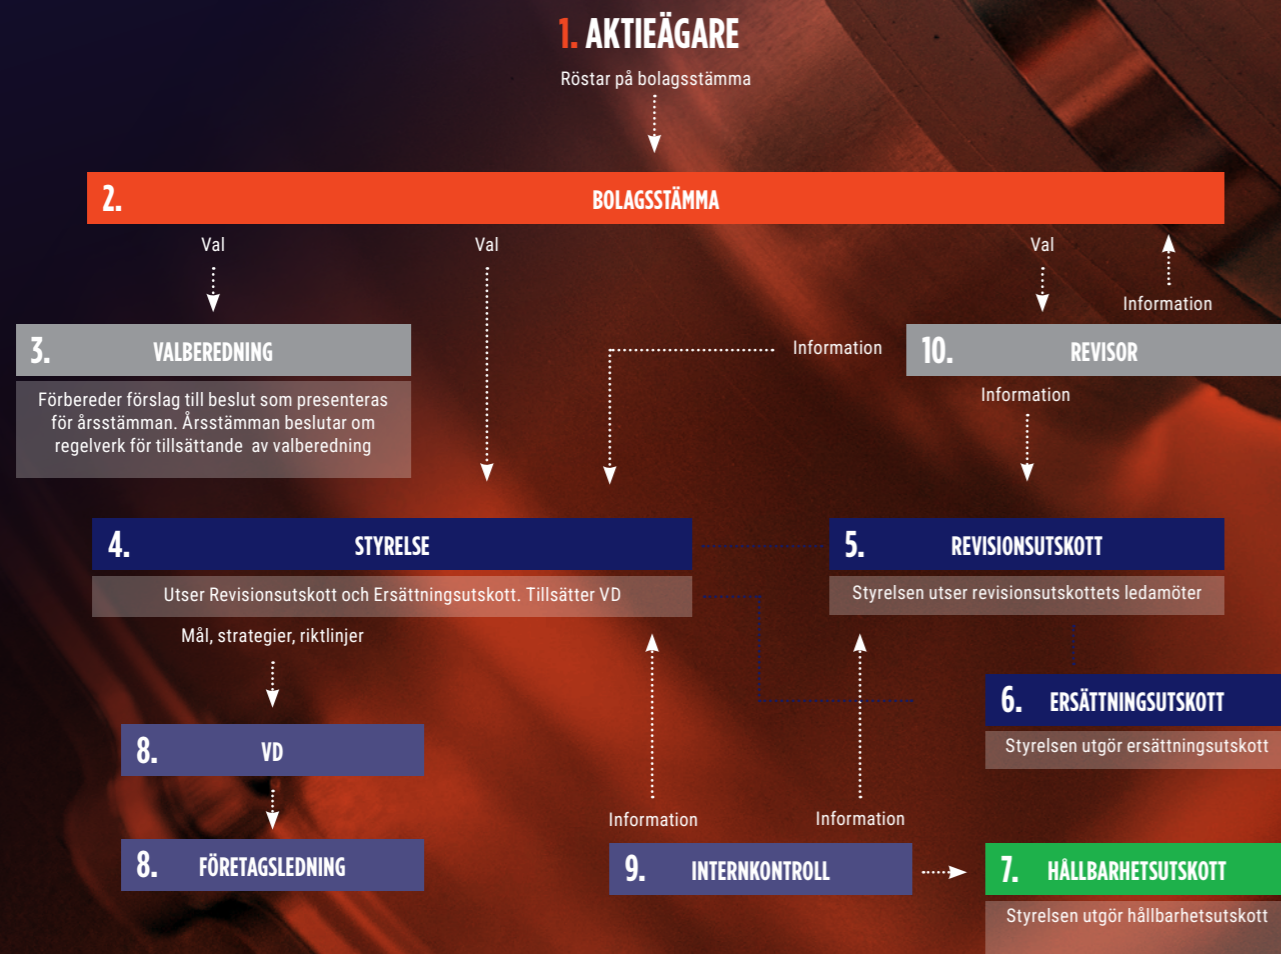 1. AKTIEÄGARE
Röstar på bolagsstämma
2. BOLAGSSTÄMMA
Val
Val
Val
Information
3. VALBEREDNING
Information
10. REVISOR
Förbereder förslag till beslut som presenteras
för årsstämman. Årsstämman beslutar om
regelverk för tillsättande av valberedning
Information
4. STYRELSE
5. REVISIONSUTSKOTT
Utser Revisionsutskott och Ersättningsutskott. Tillsätter VD
Styrelsen utser revisionsutskottets ledamöter
Mål, strategier, riktlinjer
6. ERSÄTTNINGSUTSKOTT
Styrelsen utgör ersättningsutskott
8. VD
Information
Information
8. FÖRETAGSLEDNING
9. INTERNKONTROLL
7. HÅLLBARHETSUTSKOTT
Styrelsen utgör hållbarhetsutskott